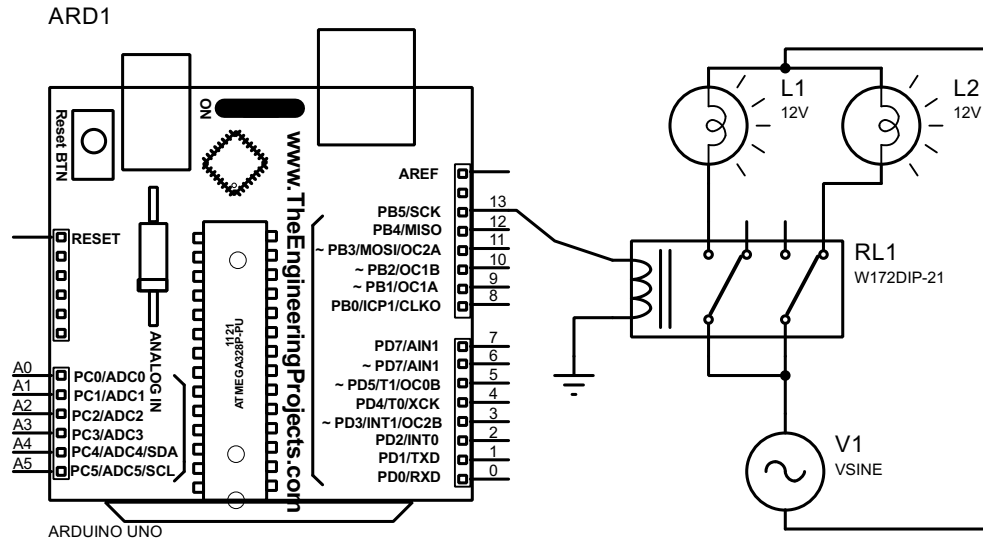 ARD1
ON
Reset BTN
www.TheEngineeringProjects.com
RESET
ANALOG IN
1121
ATMEGA328P-PU
A0 PC0/ADC0
A1 PC1/ADC1
A2 PC2/ADC2
A3 PC3/ADC3
A4 PC4/ADC4/SDA
A5 PC5/ADC5/SCL
AREF
PB5/SCK 13
PB4/MISO 12
~ PB3/MOSI/OC2A 11
~ PB2/OC1B 10
~ PB1/OC1A 9
PB0/ICP1/CLKO 8
PD7/AIN1 7
~ PD7/AIN1 6
~ PD5/T1/OC0B 5
PD4/T0/XCK 4
~ PD3/INT1/OC2B 3
PD2/INT0 2
PD1/TXD 1
PD0/RXD 0
ARDUINO UNO
L1
12V
L2
12V
RL1
W172DIP-21
V1
VSINE